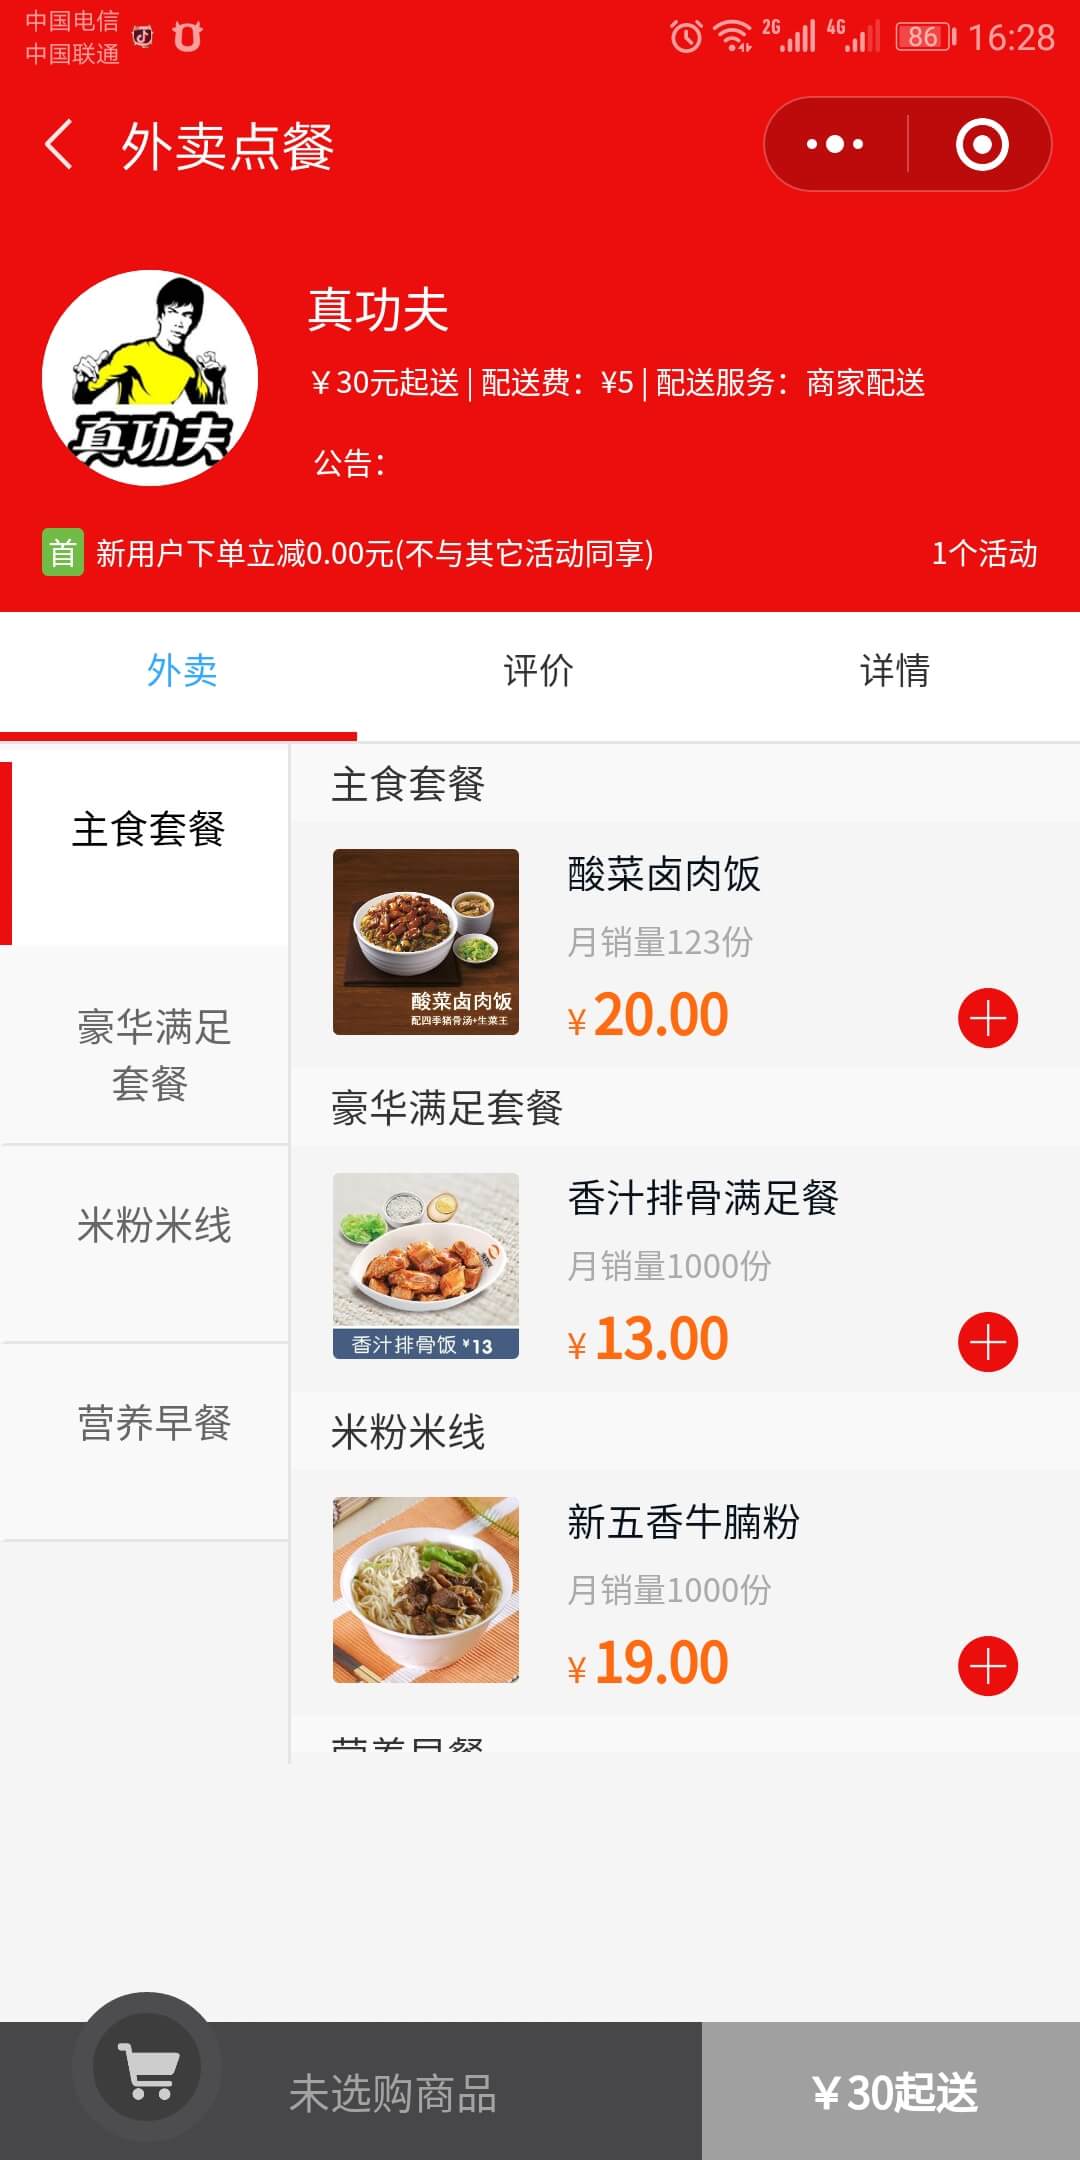 中国电信
中国联通
2G
4G
86
16:28
外卖点餐
真功夫
真功夫
￥30元起送 | 配送费：¥5 | 配送服务：商家配送
公告：
首
新用户下单立减0.00元(不与其它活动同享)
1个活动
外卖
评价
详情
主食套餐
豪华满足
套餐
米粉米线
营养早餐
主食套餐
酸菜卤肉饭
配四季猪骨汤+生菜王
酸菜卤肉饭
月销量123份
¥20.00
豪华满足套餐
香汁排骨饭 ¥13
香汁排骨满足餐
月销量1000份
¥13.00
米粉米线
新五香牛腩粉
月销量1000份
¥19.00
营养早餐
未选购商品
￥30起送